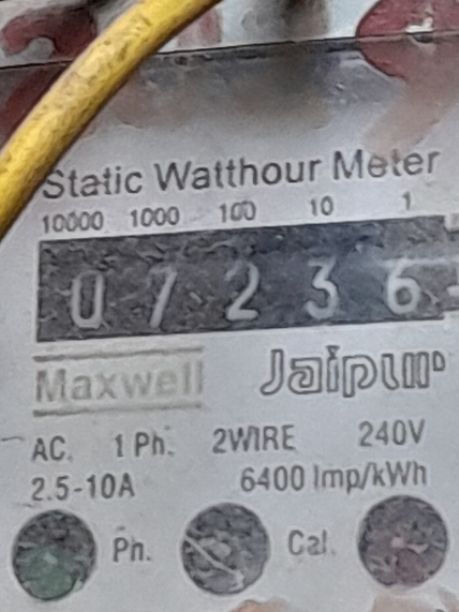 Static Watthour Meter
10000 1000 100 10 1
0 7 2 3 6
Maxwell Jaipur
AC. 1 Ph. 2WIRE 240V
2.5-10A 6400 Imp/kWh
Ph. Cal.